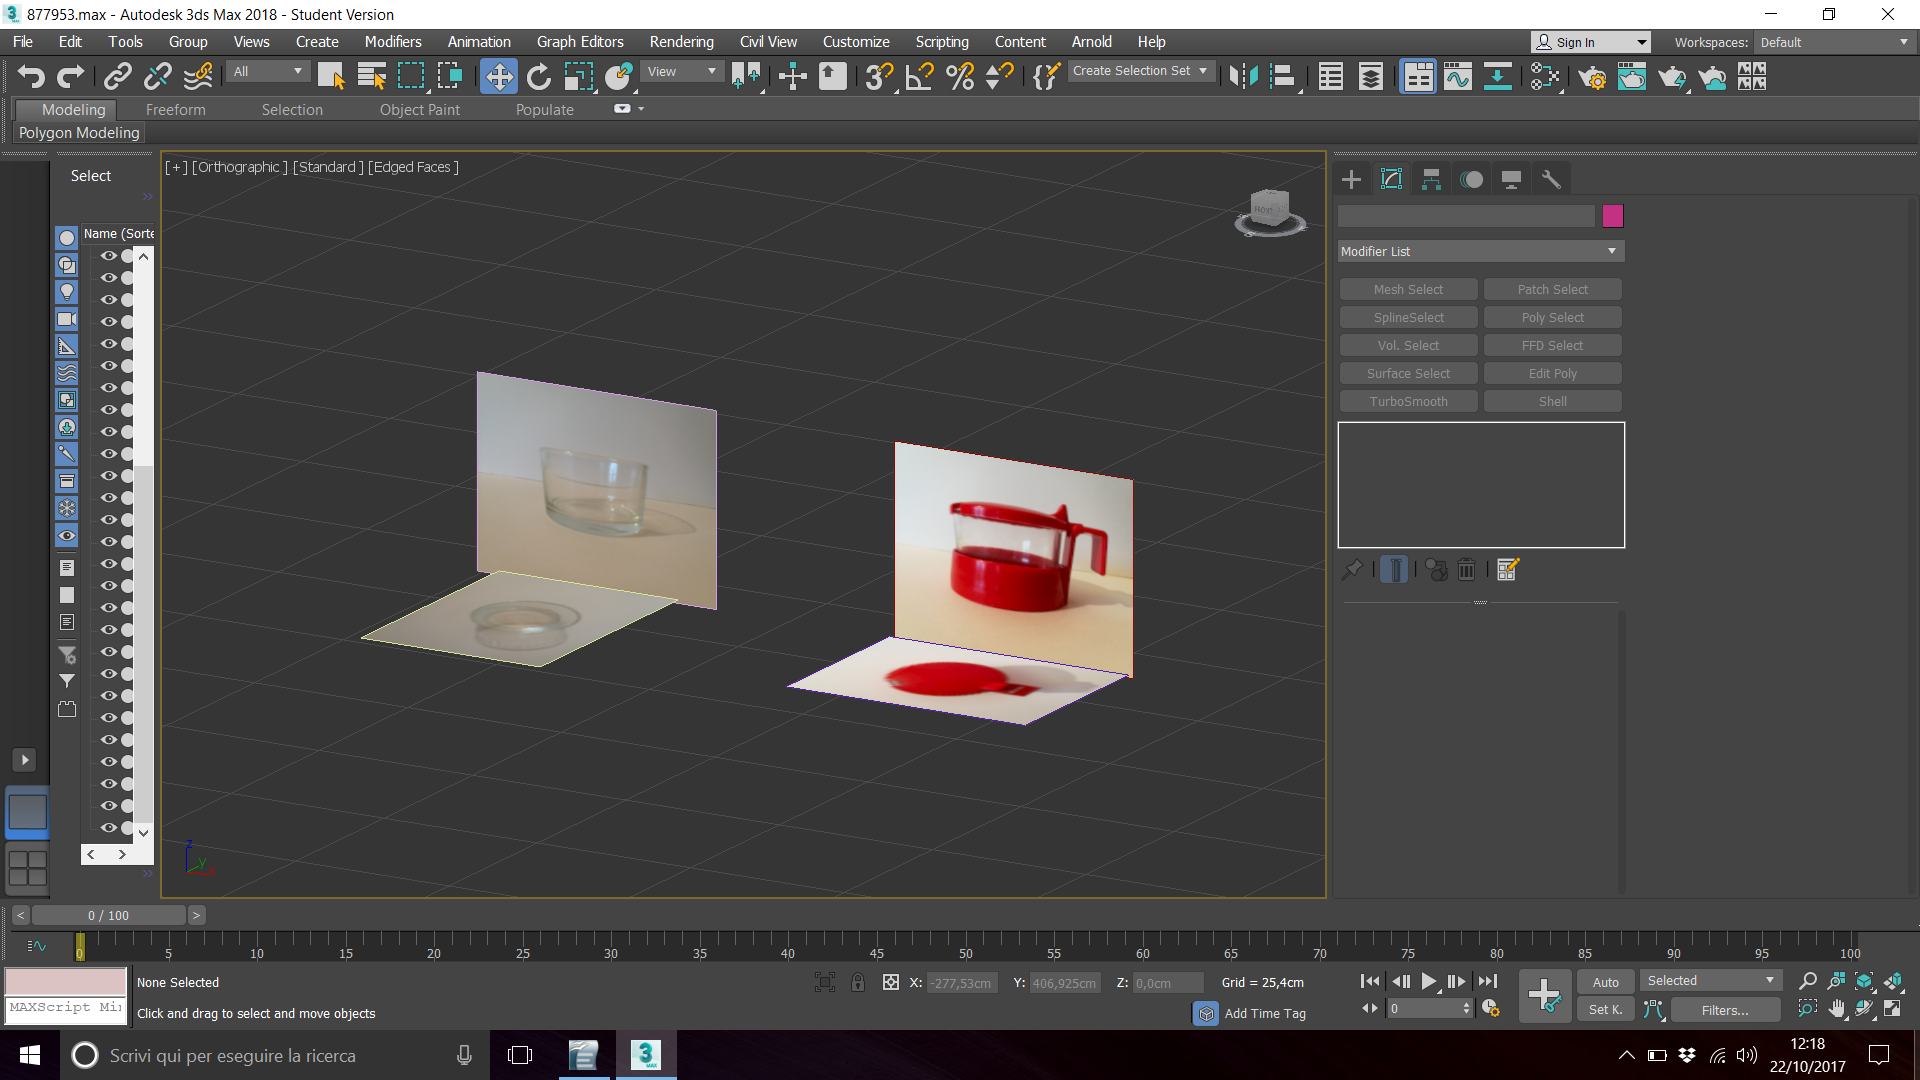 877953.max - Autodesk 3ds Max 2018 - Student Version
File Edit Tools Group Views Create Modifiers Animation Graph Editors Rendering Civil View Customize Scripting Content Arnold Help
Sign In Workspaces: Default
All View Create Selection Set
Modeling Freeform Selection Object Paint Populate
Polygon Modeling
Select
[+] [Orthographic] [Standard] [Edged Faces]
Name (Sorte
Modifier List
Mesh Select Patch Select
SplineSelect Poly Select
Vol. Select FFD Select
Surface Select Edit Poly
TurboSmooth Shell
z
y
x
< 0 / 100 >
0 5 10 15 20 25 30 35 40 45 50 55 60 65 70 75 80 85 90 95 100
None Selected X: -277,53cm Y: 406,925cm Z: 0,0cm Grid = 25,4cm Auto Selected
MAXScript Mi Click and drag to select and move objects Add Time Tag 0 Set K. Filters...
Scrivi qui per eseguire la ricerca
3
MAX
12:18
22/10/2017